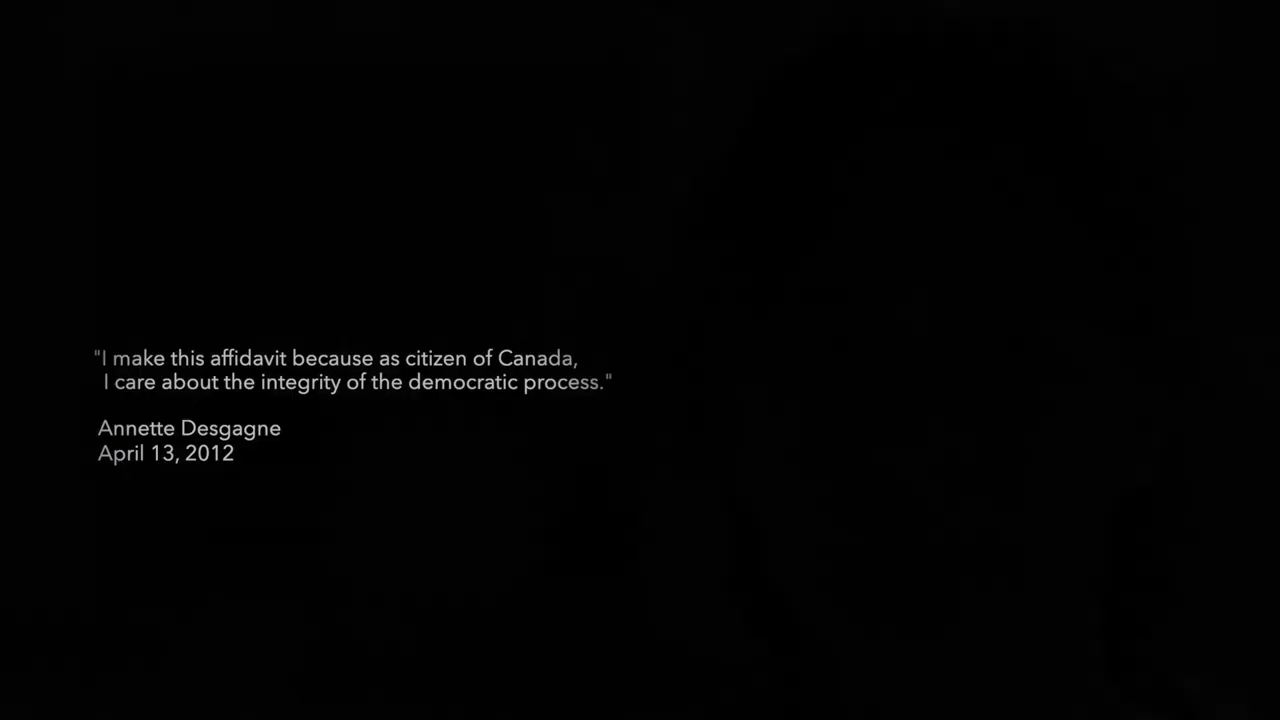 "I make this affidavit because as citizen of Canada,
I care about the integrity of the democratic process."
Annette Desgagne
April 13, 2012